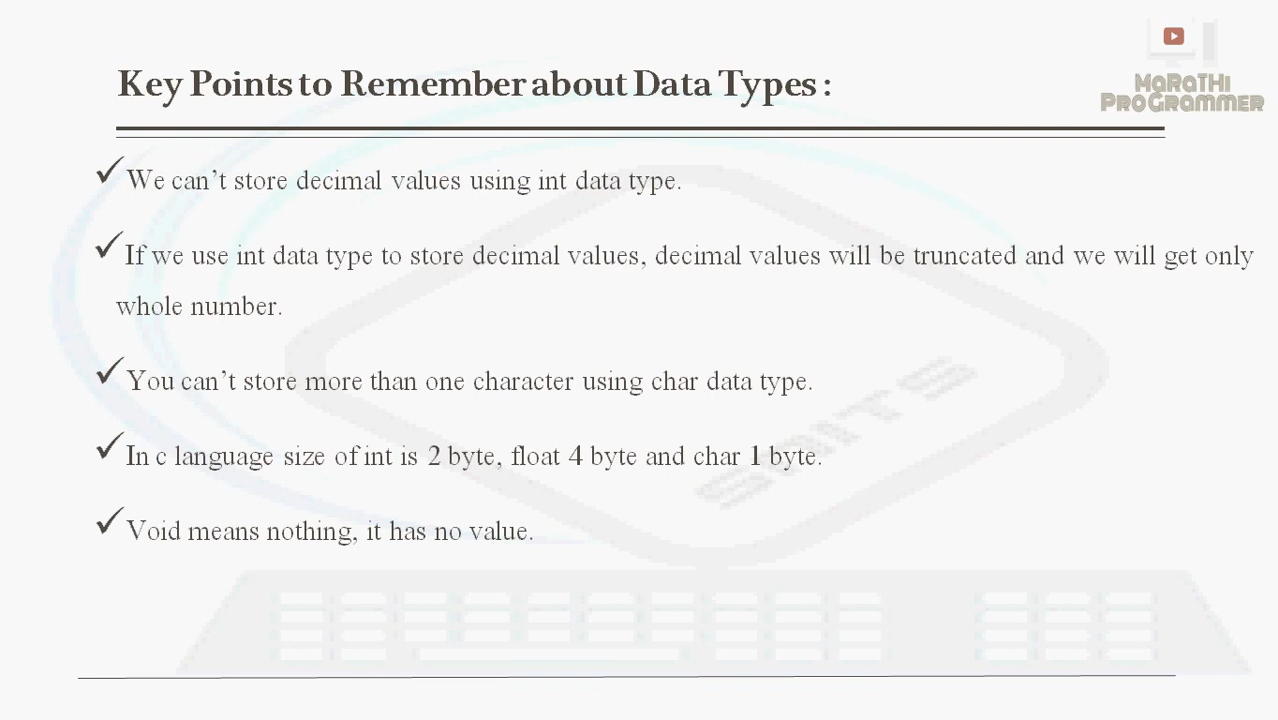 MaRaTHi
PRoGRammER
Key Points to Remember about Data Types :
We can’t store decimal values using int data type.
If we use int data type to store decimal values, decimal values will be truncated and we will get only
whole number.
You can’t store more than one character using char data type.
In c language size of int is 2 byte, float 4 byte and char 1 byte.
Void means nothing, it has no value.
SMITS